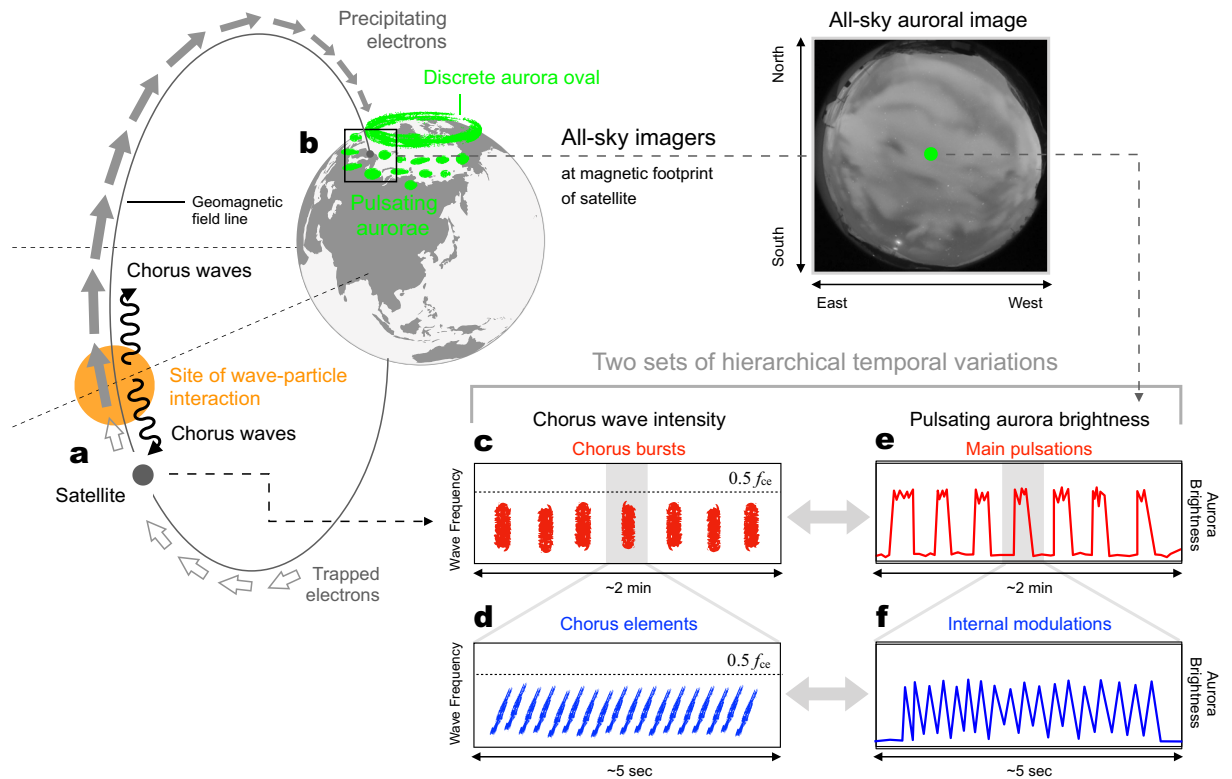 Precipitating
electrons
All-sky auroral image
Discrete aurora oval
North
South
b
All-sky imagers
at magnetic footprint
of satellite
Pulsating
aurorae
Geomagnetic
field line
Chorus waves
East
West
Site of wave-particle
interaction
Two sets of hierarchical temporal variations
Chorus waves
a
Satellite
Trapped
electrons
Chorus wave intensity
c
Chorus bursts
Wave Frequency
0.5 fce
~2 min
Pulsating aurora brightness
e
Main pulsations
Aurora
Brightness
~2 min
d
Chorus elements
Wave Frequency
0.5 fce
~5 sec
f
Internal modulations
Aurora
Brightness
~5 sec